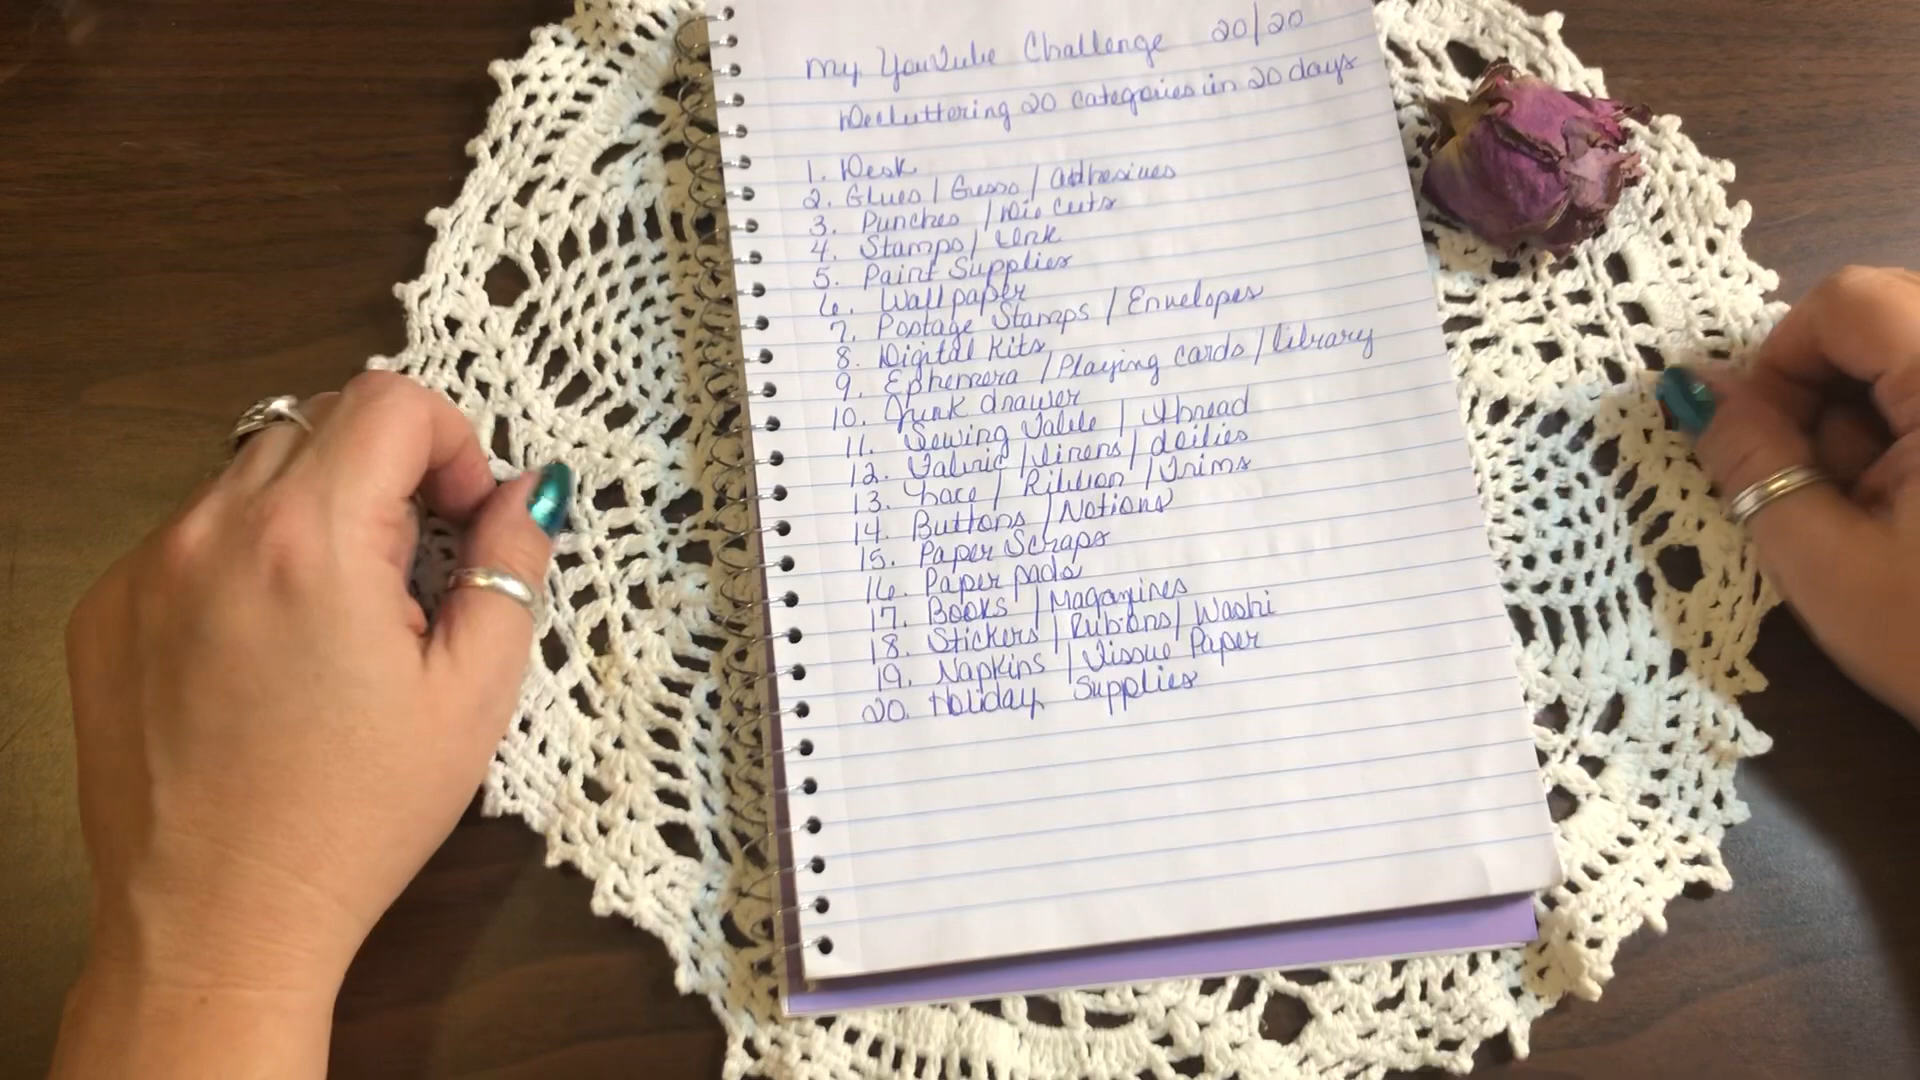 My YouTube Challenge 20/20
Decluttering 20 categories in 20 days
1. Desk
2. Glues / Gesso / Adhesives
3. Punches / Die Cuts
4. Stamps / Ink
5. Paint Supplies
6. Wallpaper
7. Postage Stamps / Envelopes
8. Digital Kits
9. Ephemera / Playing cards / library
10. Junk drawer
11. Sewing Table / Thread
12. Fabric / Linens / doilies
13. Lace / Ribbon / Trims
14. Buttons / Notions
15. Paper Scraps
16. Paper pads
17. Books / Magazines
18. Stickers / Rubons / Washi
19. Napkins / Tissue Paper
20. Holiday Supplies